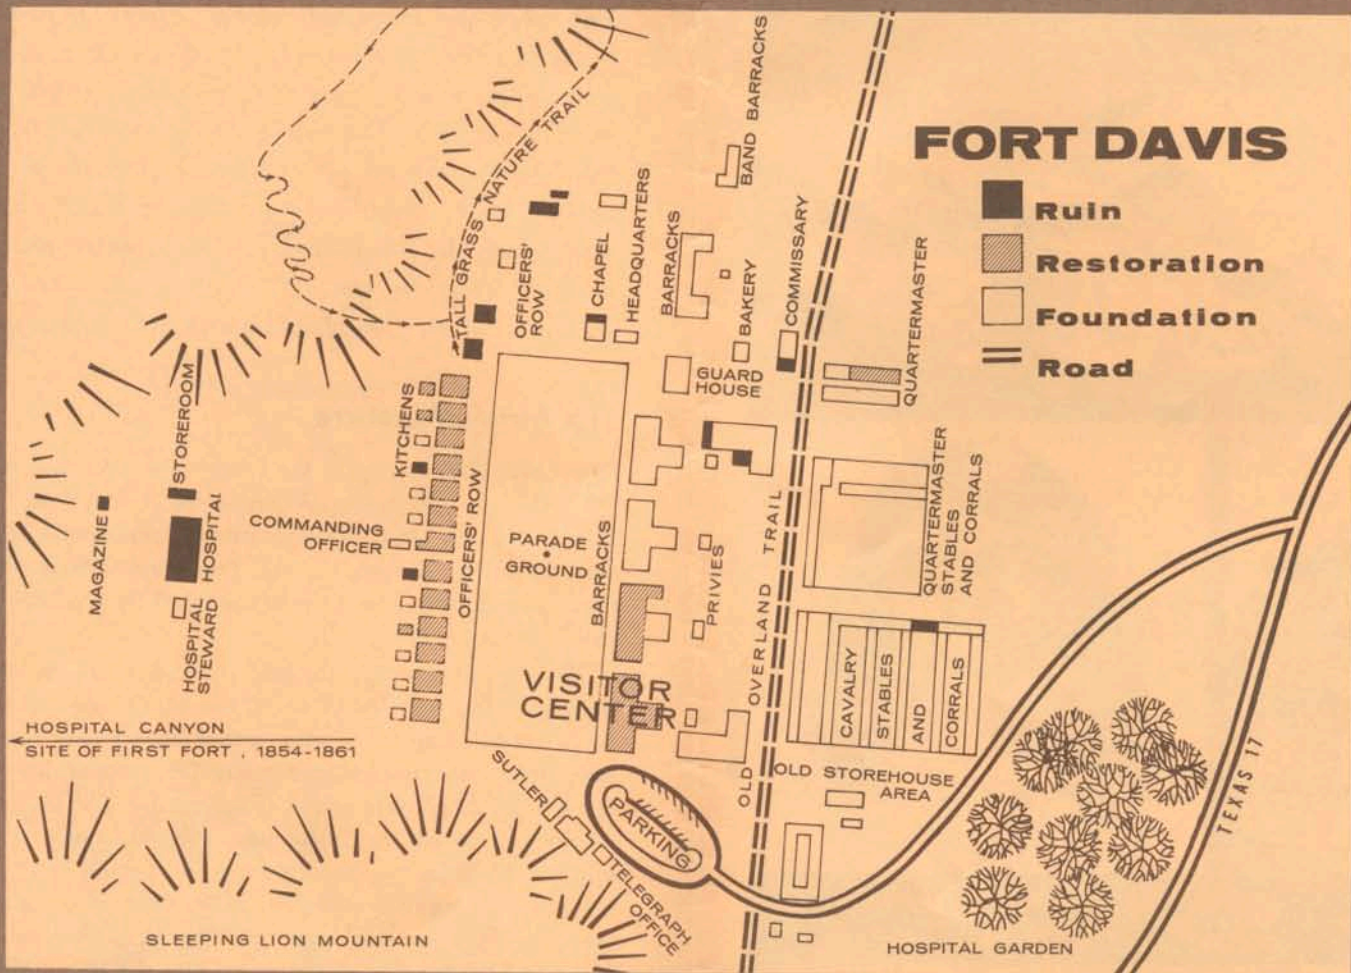 FORT DAVIS
Ruin
Restoration
Foundation
Road
TALL GRASS NATURE TRAIL
OFFICERS'
ROW
CHAPEL
HEADQUARTERS
BARRACKS
BAND BARRACKS
BAKERY
COMMISSARY
GUARD
HOUSE
QUARTERMASTER
STOREROOM
KITCHENS
MAGAZINE
HOSPITAL
HOSPITAL
STEWARD
COMMANDING
OFFICER
OFFICERS' ROW
PARADE
GROUND
BARRACKS
PRIVIES
OLD OVERLAND TRAIL
QUARTERMASTER
STABLES
AND CORRALS
CAVALRY
STABLES
AND
CORRALS
VISITOR
CENTER
HOSPITAL CANYON
SITE OF FIRST FORT , 1854-1861
SUTLER
PARKING
TELEGRAPH
OFFICE
OLD STOREHOUSE
AREA
TEXAS 17
SLEEPING LION MOUNTAIN
HOSPITAL GARDEN